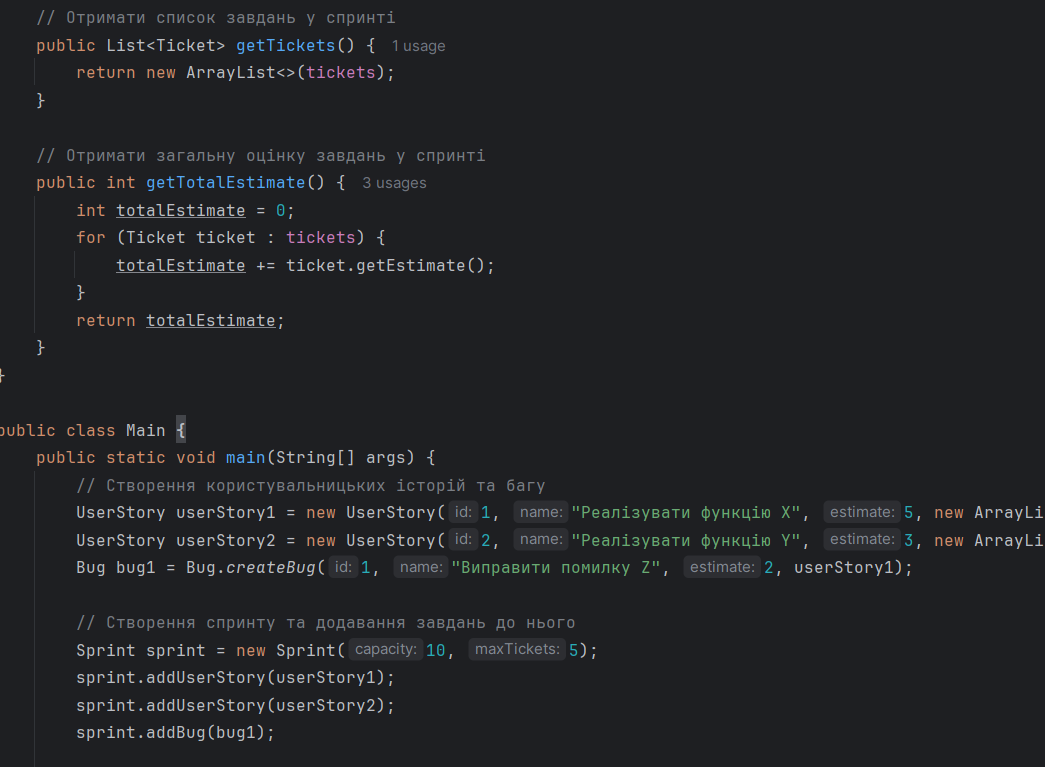 // Отримати список завдань у спринті
public List<Ticket> getTickets() { 1 usage
return new ArrayList<>(tickets);
}
// Отримати загальну оцінку завдань у спринті
public int getTotalEstimate() { 3 usages
int totalEstimate = 0;
for (Ticket ticket : tickets) {
totalEstimate += ticket.getEstimate();
}
return totalEstimate;
}
}
public class Main {
public static void main(String[] args) {
// Створення користувальницьких історій та багу
UserStory userStory1 = new UserStory( id: 1, name: "Реалізувати функцію X", estimate: 5, new ArrayLi
UserStory userStory2 = new UserStory( id: 2, name: "Реалізувати функцію Y", estimate: 3, new ArrayLi
Bug bug1 = Bug.createBug( id: 1, name: "Виправити помилку Z", estimate: 2, userStory1);
// Створення спринту та додавання завдань до нього
Sprint sprint = new Sprint( capacity: 10, maxTickets: 5);
sprint.addUserStory(userStory1);
sprint.addUserStory(userStory2);
sprint.addBug(bug1);